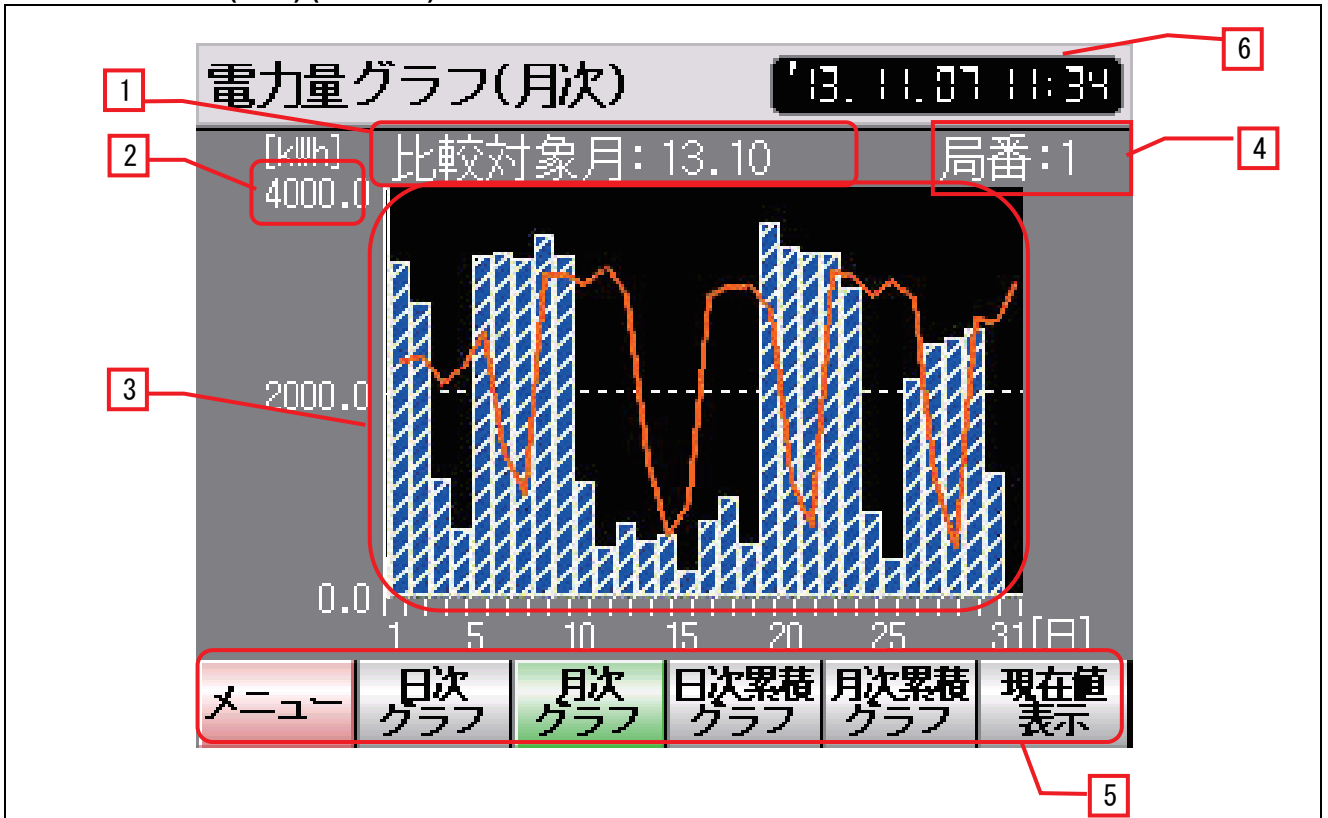 6
電力量グラフ(月次)
'13. 11. 07 11:34
1
[kWh]
比較対象月:13.10
局番:1
4
2
4000.0
3
2000.0
0.0
1 5 10 15 20 25 31[日]
メニュー
日次
グラフ
月次
グラフ
日次累積
グラフ
月次累積
グラフ
現在値
表示
5